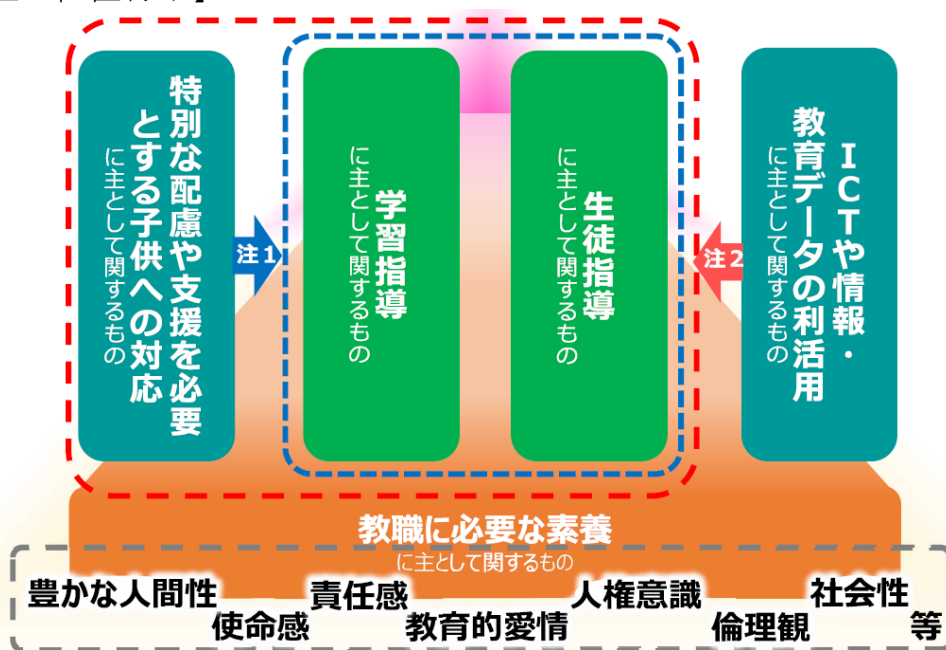 特別な配慮や支援を必要
とする子供への対応
に主として関するもの
注１
学習指導
に主として関するもの
生徒指導
に主として関するもの
注２
ＩＣＴや情報・
教育データの利活用
に主として関するもの
教職に必要な素養
に主として関するもの
豊かな人間性
使命感
責任感
教育的愛情
人権意識
倫理観
社会性
等